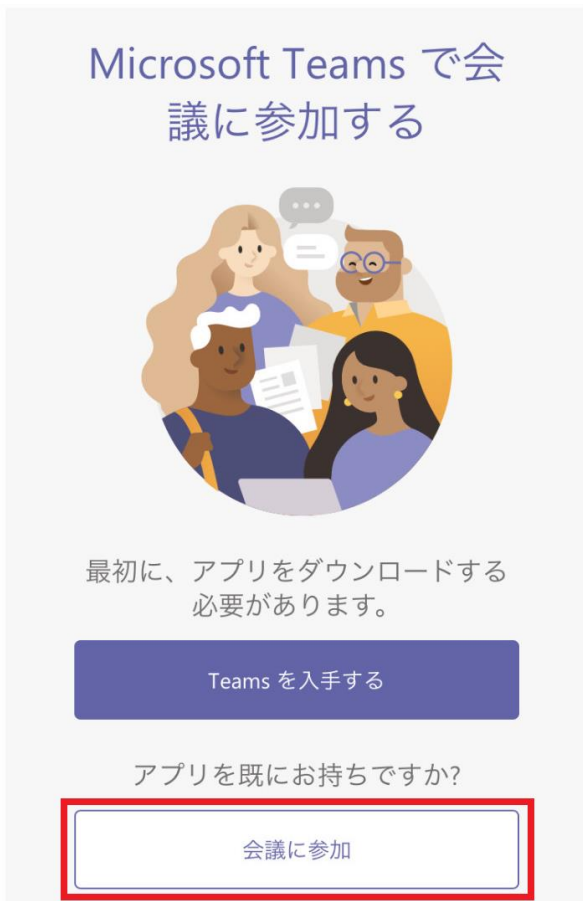 Microsoft Teams で会
議に参加する
最初に、アプリをダウンロードする
必要があります。
Teams を入手する
アプリを既にお持ちですか?
会議に参加